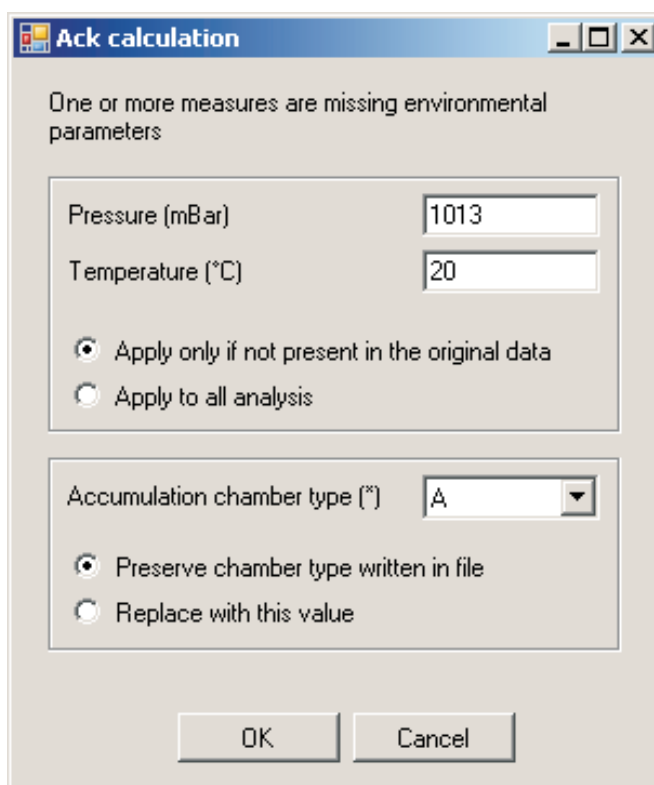 Ack calculation
One or more measures are missing environmental
parameters
Pressure (mBar) 1013
Temperature (°C) 20
Apply only if not present in the original data
Apply to all analysis
Accumulation chamber type (*) A
Preserve chamber type written in file
Replace with this value
OK Cancel